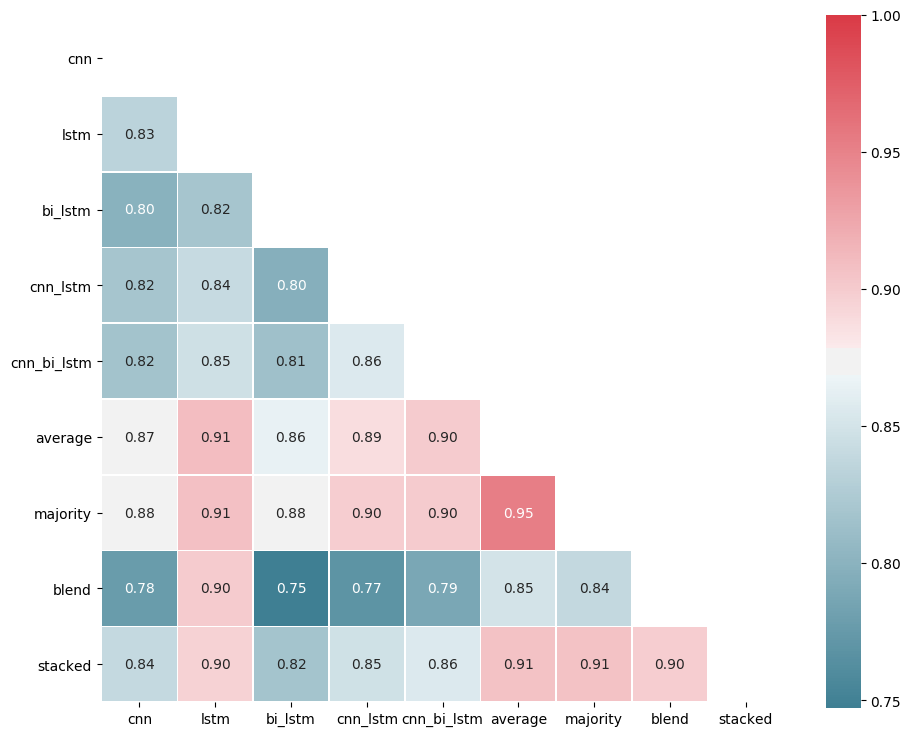 1.00
cnn
lstm 0.83
0.95
bi_lstm 0.80 0.82
cnn_lstm 0.82 0.84 0.80
0.90
cnn_bi_lstm 0.82 0.85 0.81 0.86
0.85
average 0.87 0.91 0.86 0.89 0.90
majority 0.88 0.91 0.88 0.90 0.90 0.95
0.80
blend 0.78 0.90 0.75 0.77 0.79 0.85 0.84
stacked 0.84 0.90 0.82 0.85 0.86 0.91 0.91 0.90
0.75
cnn lstm bi_lstm cnn_lstm cnn_bi_lstm average majority blend stacked